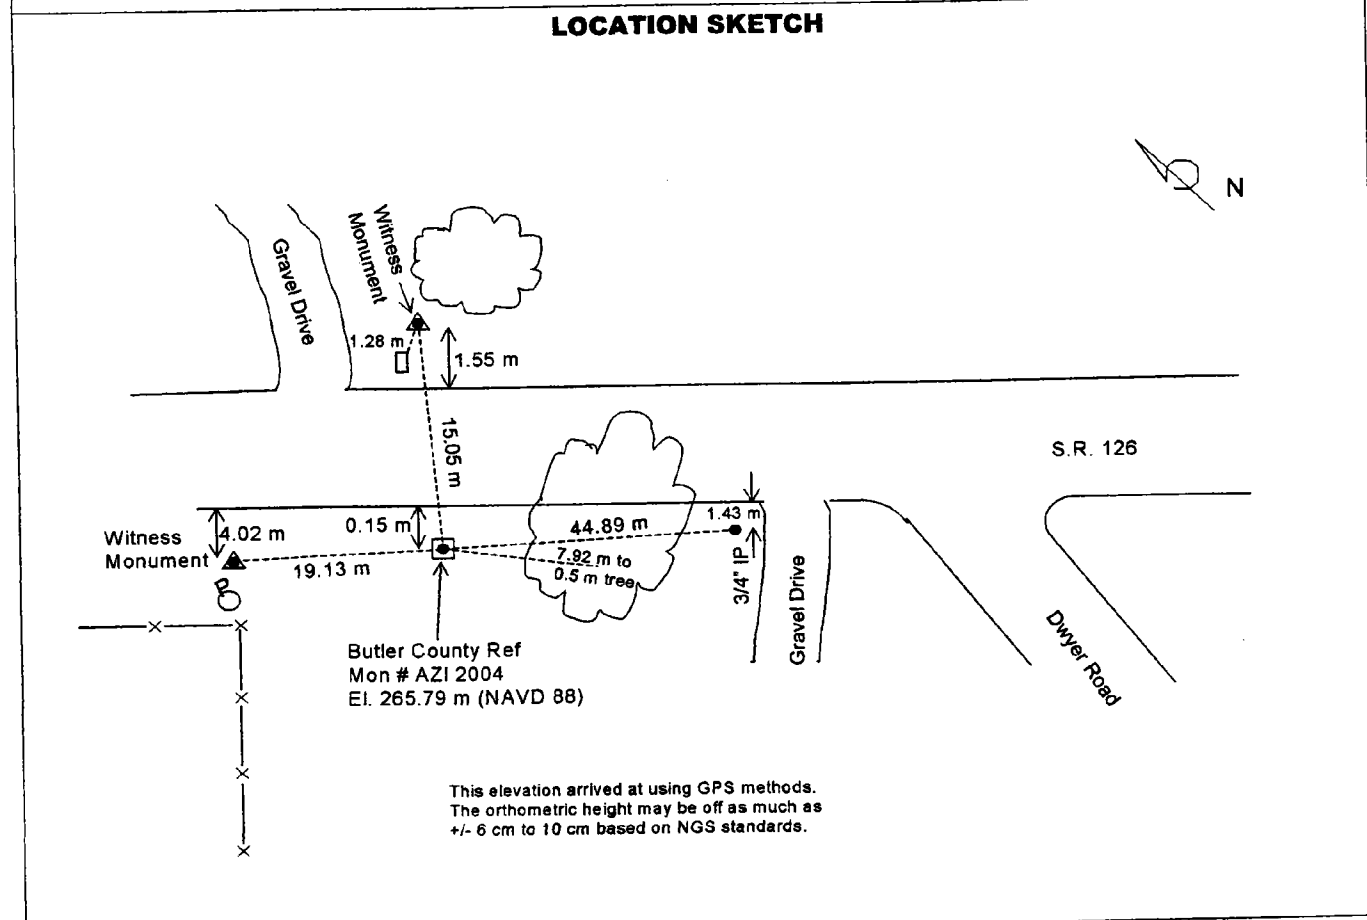 LOCATION SKETCH
N
Witness
Monument
Gravel Drive
1.28 m
1.55 m
15.05 m
S.R. 126
4.02 m
0.15 m
44.89 m
1.43 m
Witness
Monument
19.13 m
7.92 m to
0.5 m tree
3/4" IP
Gravel Drive
Dwyer Road
Butler County Ref
Mon # AZI 2004
El. 265.79 m (NAVD 88)
This elevation arrived at using GPS methods.
The orthometric height may be off as much as
+/- 6 cm to 10 cm based on NGS standards.